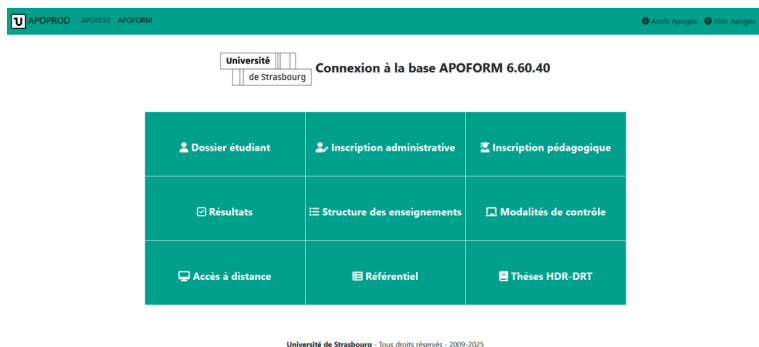 APOPROD APOTEST APOFORM Accès Apogée Aide Apogée
Université
de Strasbourg
Connexion à la base APOFORM 6.60.40
Dossier étudiant Inscription administrative Inscription pédagogique
Résultats Structure des enseignements Modalités de contrôle
Accès à distance Référentiel Théses HDR-DRT
Université de Strasbourg - Tous droits réservés - 2009-2025